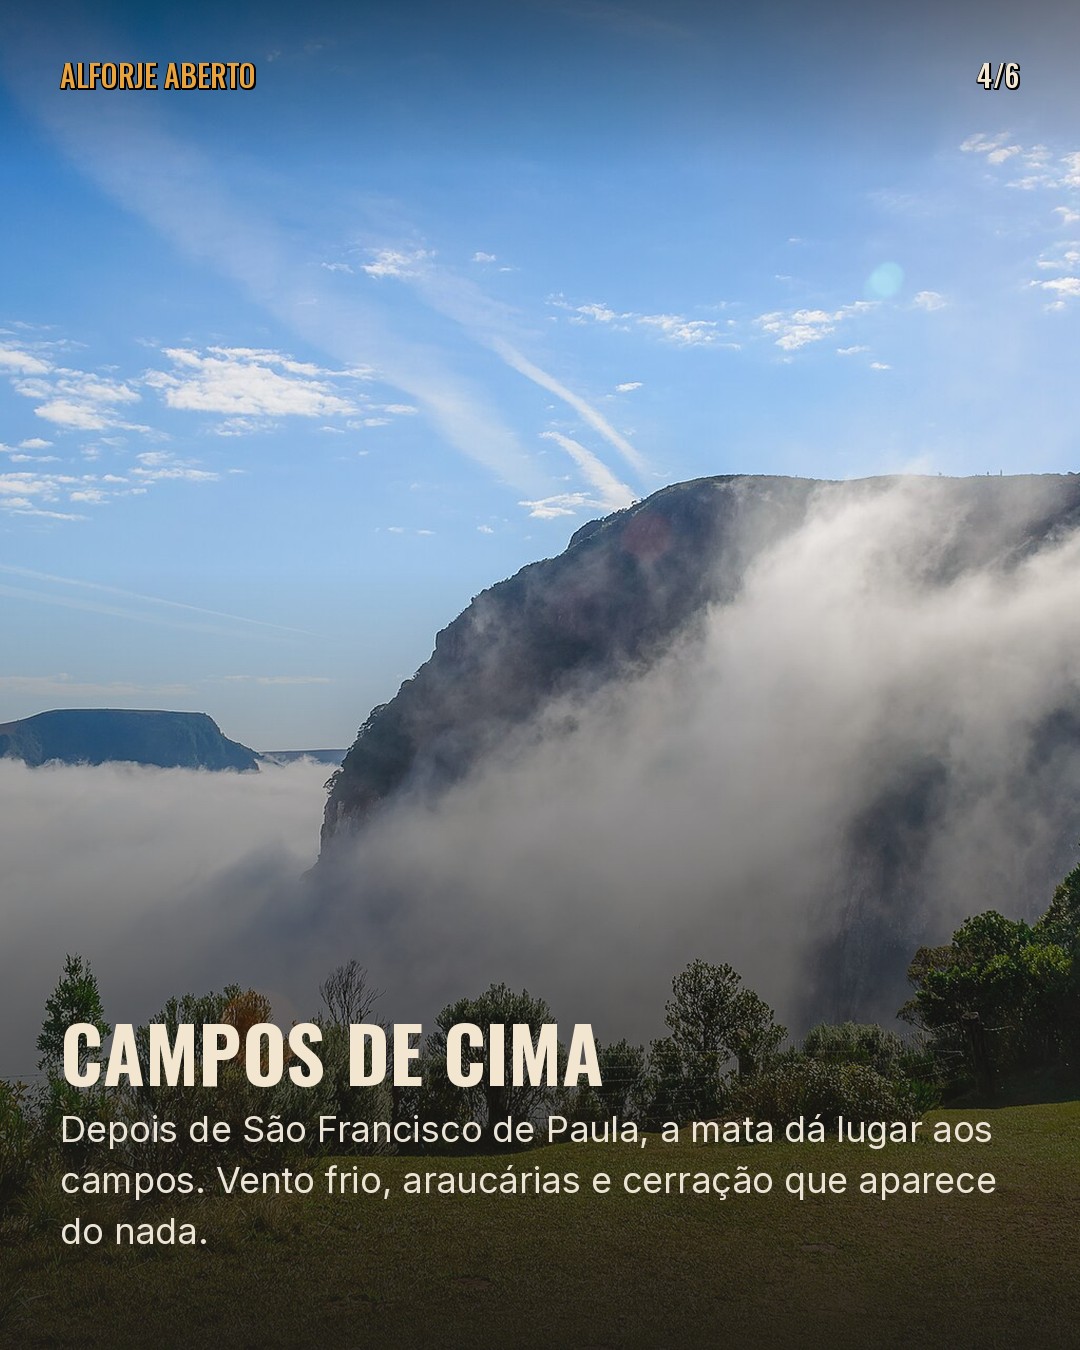 ALFORJE ABERTO
4/6
CAMPOS DE CIMA
Depois de São Francisco de Paula, a mata dá lugar aos
campos. Vento frio, araucárias e cerração que aparece
do nada.